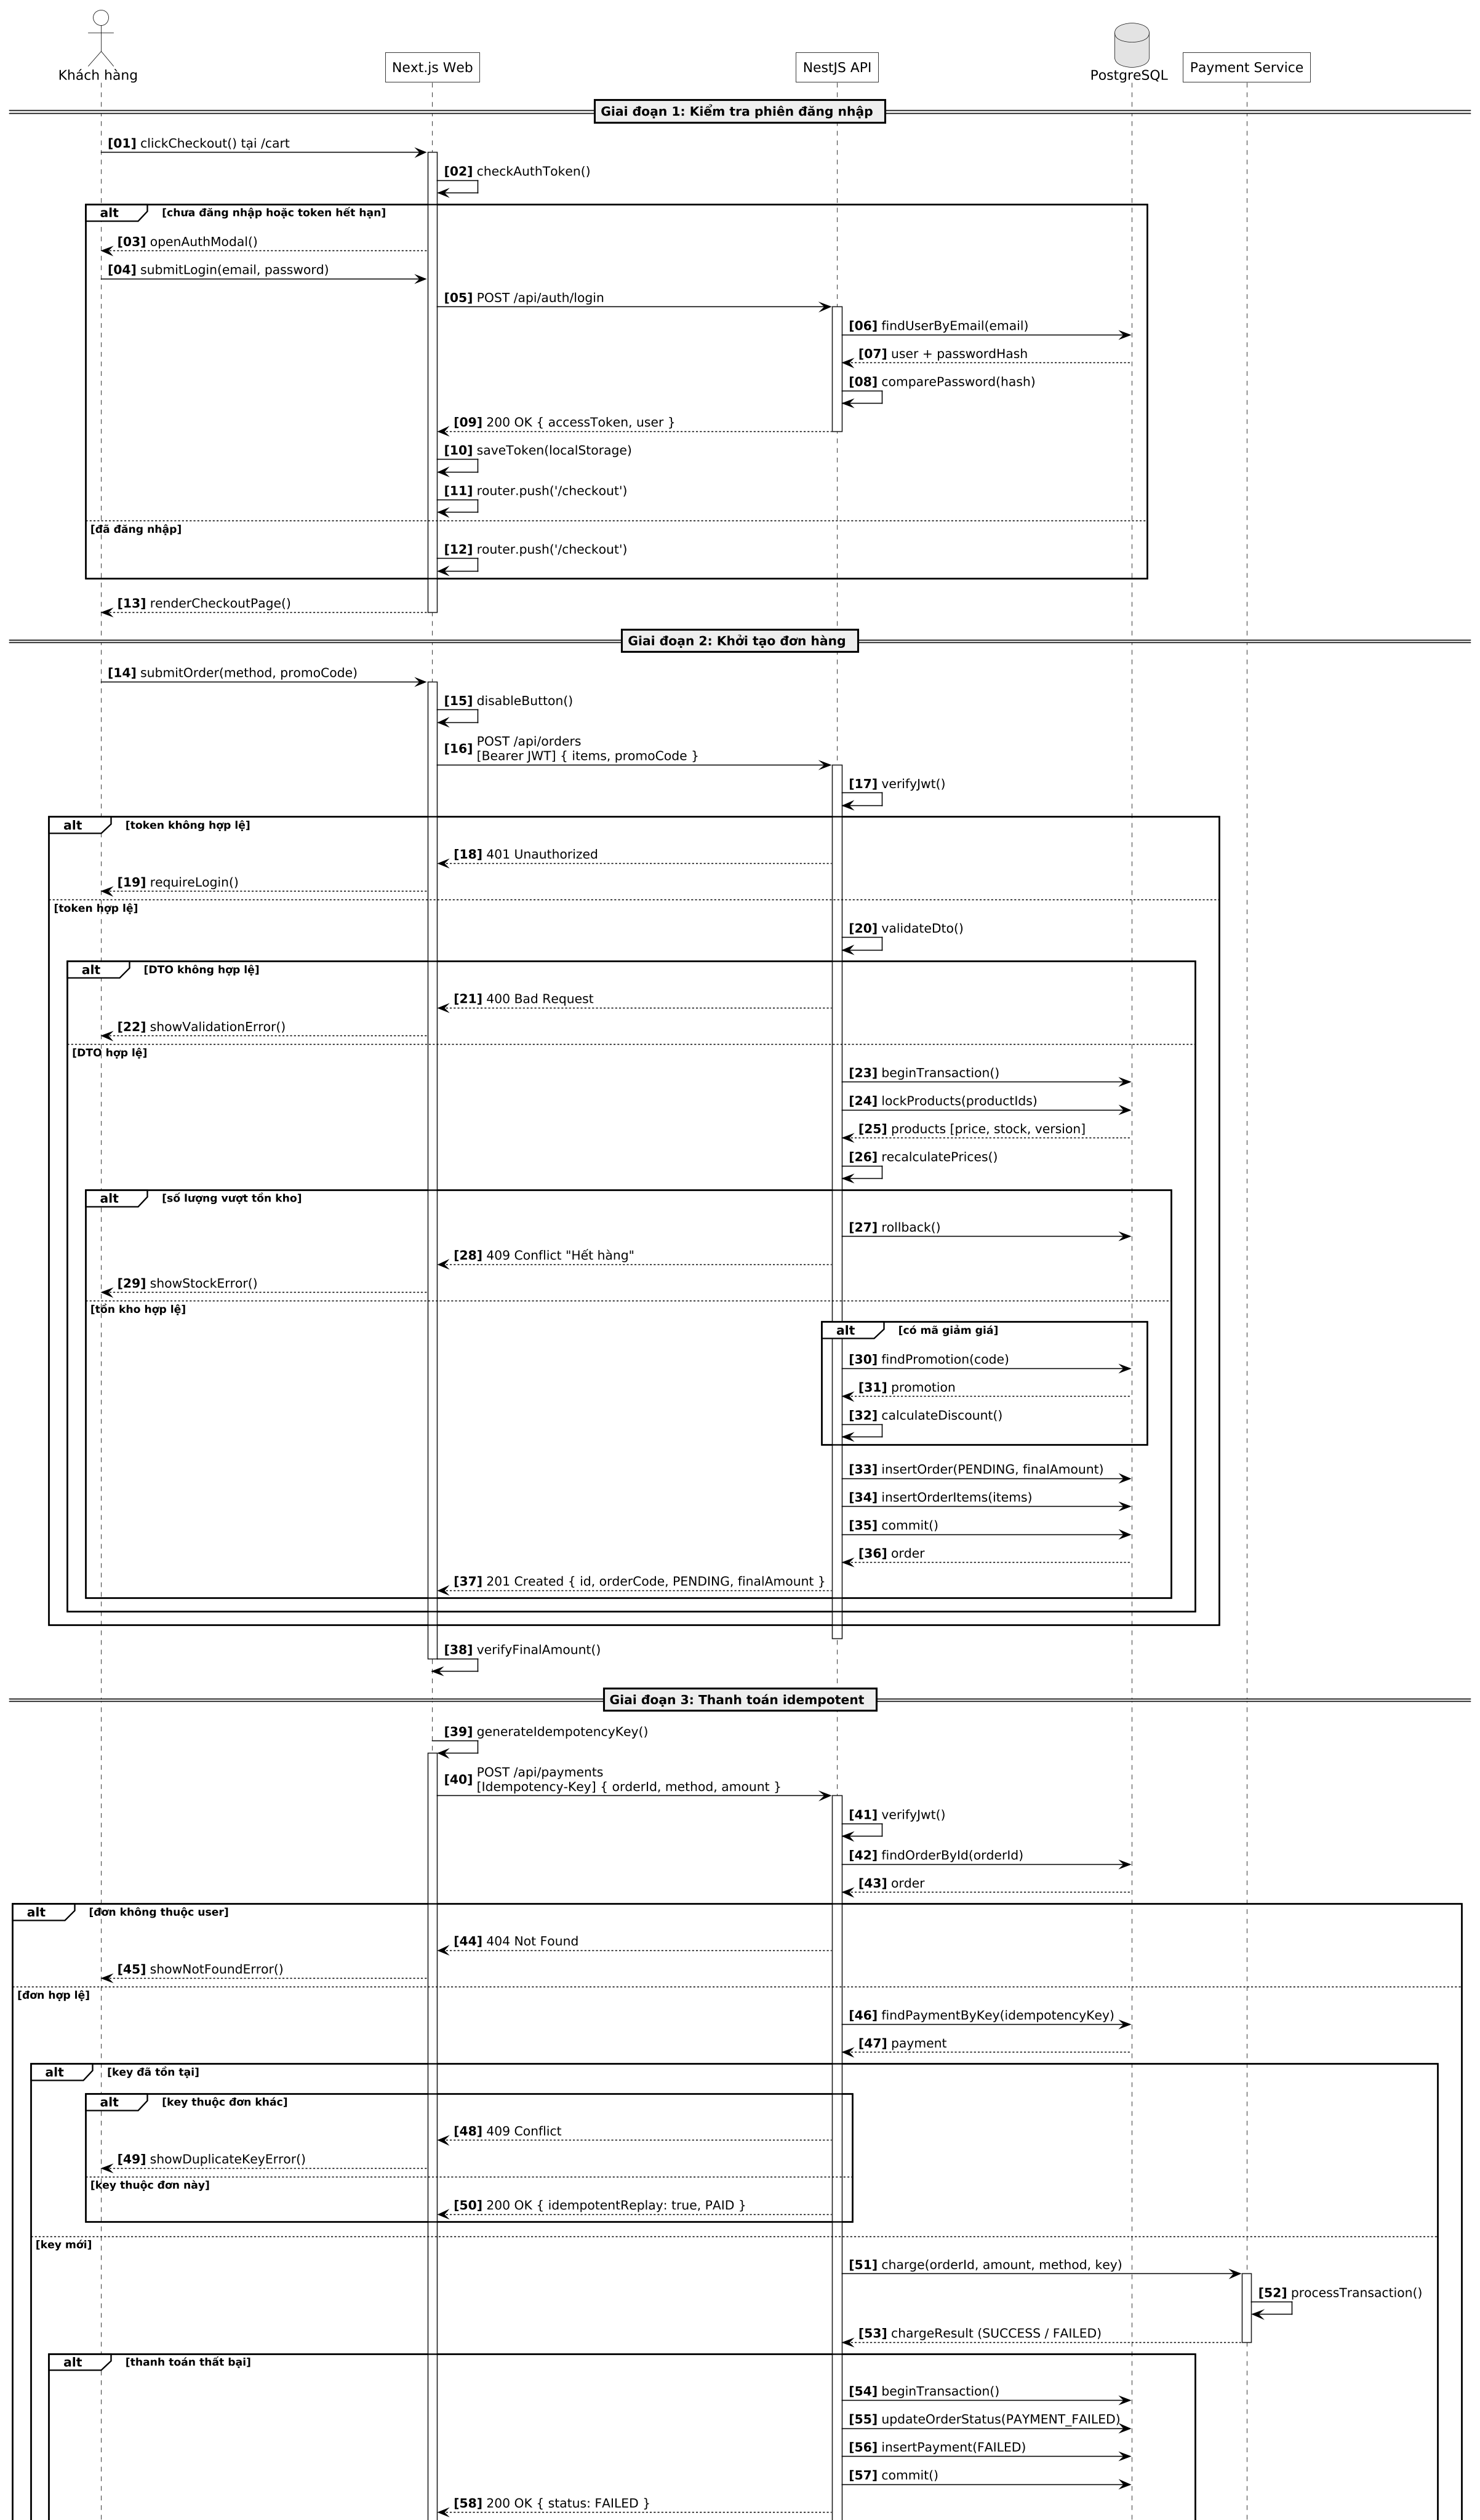 Khách hàng
Next.js Web
NestJS API
PostgreSQL
Payment Service
Giai đoạn 1: Kiểm tra phiên đăng nhập
[01] clickCheckout() tại /cart
[02] checkAuthToken()
alt [chưa đăng nhập hoặc token hết hạn]
[03] openAuthModal()
[04] submitLogin(email, password)
[05] POST /api/auth/login
[06] findUserByEmail(email)
[07] user + passwordHash
[08] comparePassword(hash)
[09] 200 OK { accessToken, user }
[10] saveToken(localStorage)
[11] router.push('/checkout')
[đã đăng nhập]
[12] router.push('/checkout')
[13] renderCheckoutPage()
Giai đoạn 2: Khởi tạo đơn hàng
[14] submitOrder(method, promoCode)
[15] disableButton()
[16] POST /api/orders
[Bearer JWT] { items, promoCode }
[17] verifyJwt()
alt [token không hợp lệ]
[18] 401 Unauthorized
[19] requireLogin()
[token hợp lệ]
[20] validateDto()
alt [DTO không hợp lệ]
[21] 400 Bad Request
[22] showValidationError()
[DTO hợp lệ]
[23] beginTransaction()
[24] lockProducts(productIds)
[25] products [price, stock, version]
[26] recalculatePrices()
alt [số lượng vượt tồn kho]
[27] rollback()
[28] 409 Conflict "Hết hàng"
[29] showStockError()
[tồn kho hợp lệ]
alt [có mã giảm giá]
[30] findPromotion(code)
[31] promotion
[32] calculateDiscount()
[33] insertOrder(PENDING, finalAmount)
[34] insertOrderItems(items)
[35] commit()
[36] order
[37] 201 Created { id, orderCode, PENDING, finalAmount }
[38] verifyFinalAmount()
Giai đoạn 3: Thanh toán idempotent
[39] generateIdempotencyKey()
[40] POST /api/payments
[Idempotency-Key] { orderId, method, amount }
[41] verifyJwt()
[42] findOrderById(orderId)
[43] order
alt [đơn không thuộc user]
[44] 404 Not Found
[45] showNotFoundError()
[đơn hợp lệ]
[46] findPaymentByKey(idempotencyKey)
[47] payment
alt [key đã tồn tại]
alt [key thuộc đơn khác]
[48] 409 Conflict
[49] showDuplicateKeyError()
[key thuộc đơn này]
[50] 200 OK { idempotentReplay: true, PAID }
[key mới]
[51] charge(orderId, amount, method, key)
[52] processTransaction()
[53] chargeResult (SUCCESS / FAILED)
alt [thanh toán thất bại]
[54] beginTransaction()
[55] updateOrderStatus(PAYMENT_FAILED)
[56] insertPayment(FAILED)
[57] commit()
[58] 200 OK { status: FAILED }